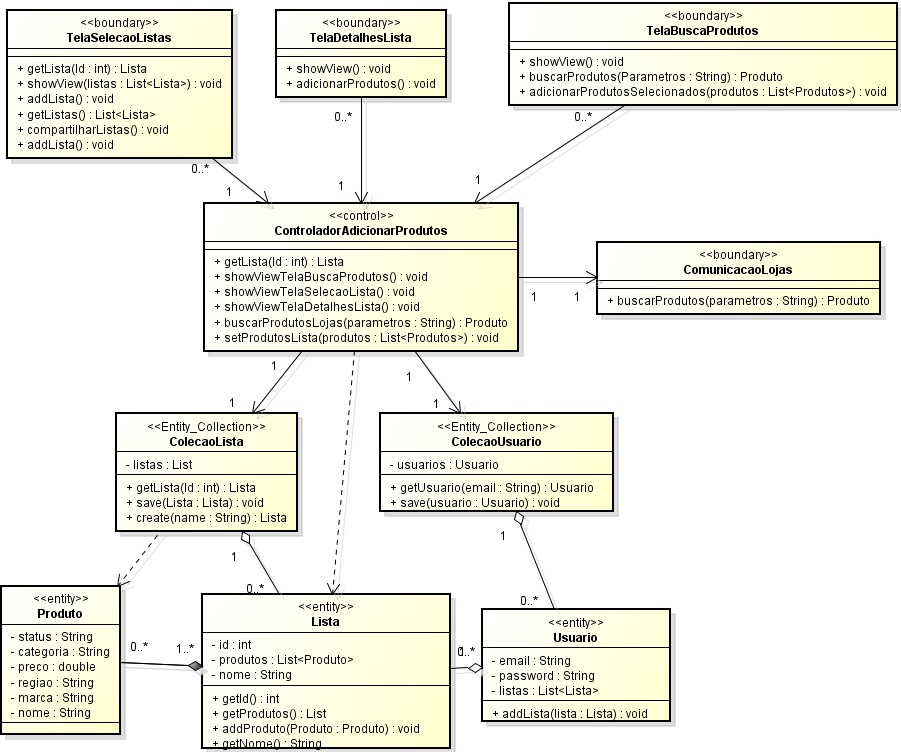 <<boundary>>
TelaSelecaoListas
+ getLista(Id : int) : Lista
+ showView(listas : List<Lista>) : void
+ addLista() : void
+ getListas() : List<Lista>
+ compartilharListas() : void
+ addLista() : void
<<boundary>>
TelaDetalhesLista
+ showView() : void
+ adicionarProdutos() : void
<<boundary>>
TelaBuscaProdutos
+ showView() : void
+ buscarProdutos(Parametros : String) : Produto
+ adicionarProdutosSelecionados(produtos : List<Produtos>) : void
0..*
1
0..*
1
0..*
1
<<control>>
ControladorAdicionarProdutos
+ getLista(Id : int) : Lista
+ showViewTelaBuscaProdutos() : void
+ showViewTelaSelecaoLista() : void
+ showViewTelaDetalhesLista() : void
+ buscarProdutosLojas(parametros : String) : Produto
+ setProdutosLista(produtos : List<Produtos>) : void
1
1
<<boundary>>
ComunicacaoLojas
+ buscarProdutos(parametros : String) : Produto
1
1
1
1
<<Entity_Collection>>
ColecaoLista
- listas : List
+ getLista(Id : int) : Lista
+ save(Lista : Lista) : void
+ create(name : String) : Lista
<<Entity_Collection>>
ColecaoUsuario
- usuarios : Usuario
+ getUsuario(email : String) : Usuario
+ save(usuario : Usuario) : void
1
0..*
1
0..*
<<entity>>
Produto
- status : String
- categoria : String
- preco : double
- regiao : String
- marca : String
- nome : String
0..*
1..*
<<entity>>
Lista
- id : int
- produtos : List<Produto>
- nome : String
+ getId() : int
+ getProdutos() : List
+ addProduto(Produto : Produto) : void
+ getNome() : String
0..*
<<entity>>
Usuario
- email : String
- password : String
- listas : List<Lista>
+ addLista(lista : Lista) : void